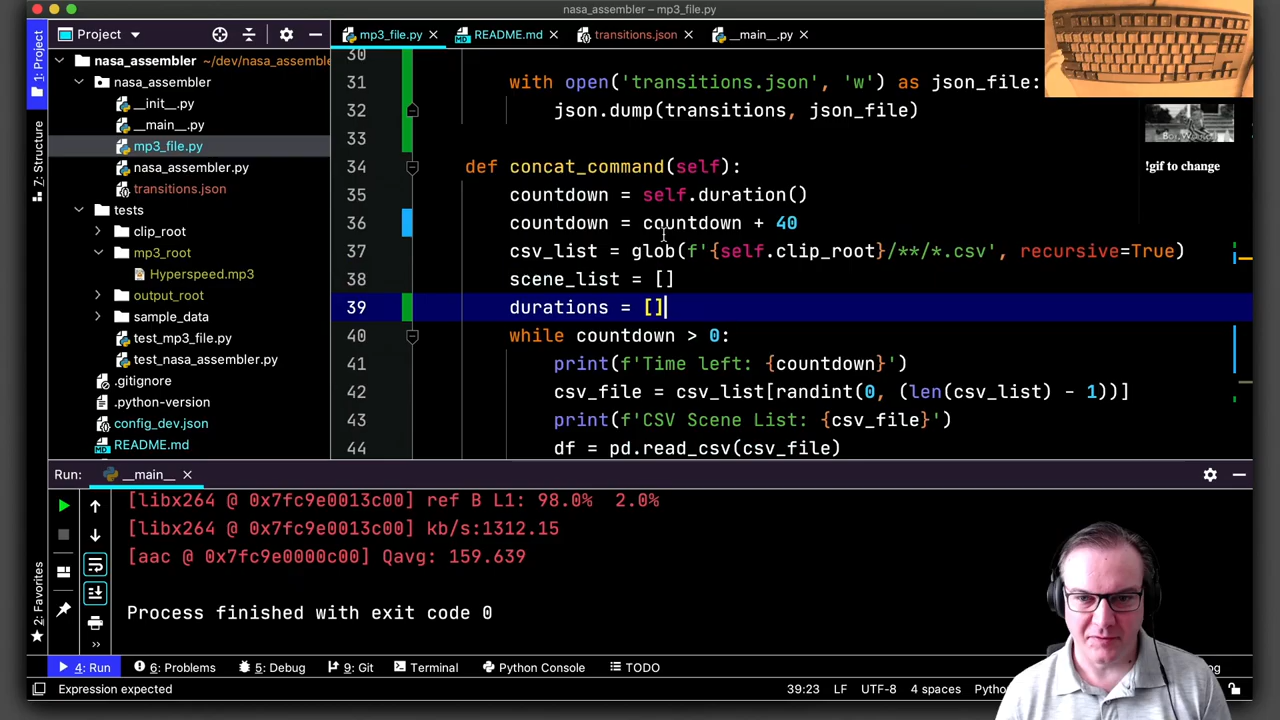 nasa_assembler – mp3_file.py
Project
mp3_file.py
README.md
transitions.json
__main__.py
1: Project
7: Structure
2: Favorites
nasa_assembler ~/dev/nasa_assemble
nasa_assembler
__init__.py
__main__.py
mp3_file.py
nasa_assembler.py
transitions.json
tests
clip_root
mp3_root
Hyperspeed.mp3
output_root
sample_data
test_mp3_file.py
test_nasa_assembler.py
.gitignore
.python-version
config_dev.json
README.md
30
31 with open('transitions.json', 'w') as json_file:
32 json.dump(transitions, json_file)
33
34 def concat_command(self):
35 countdown = self.duration()
36 countdown = countdown + 40
37 csv_list = glob(f'{self.clip_root}/**/*.csv', recursive=True)
38 scene_list = []
39 durations = []
40 while countdown > 0:
41 print(f'Time left: {countdown}')
42 csv_file = csv_list[randint(0, (len(csv_list) - 1))]
43 print(f'CSV Scene List: {csv_file}')
44 df = pd.read_csv(csv_file)
!gif to change
Run: __main__
[libx264 @ 0x7fc9e0013c00] ref B L1: 98.0% 2.0%
[libx264 @ 0x7fc9e0013c00] kb/s:1312.15
[aac @ 0x7fc9e0000c00] Qavg: 159.639
Process finished with exit code 0
4: Run
6: Problems
5: Debug
9: Git
Terminal
Python Console
TODO
Expression expected
39:23
LF
UTF-8
4 spaces